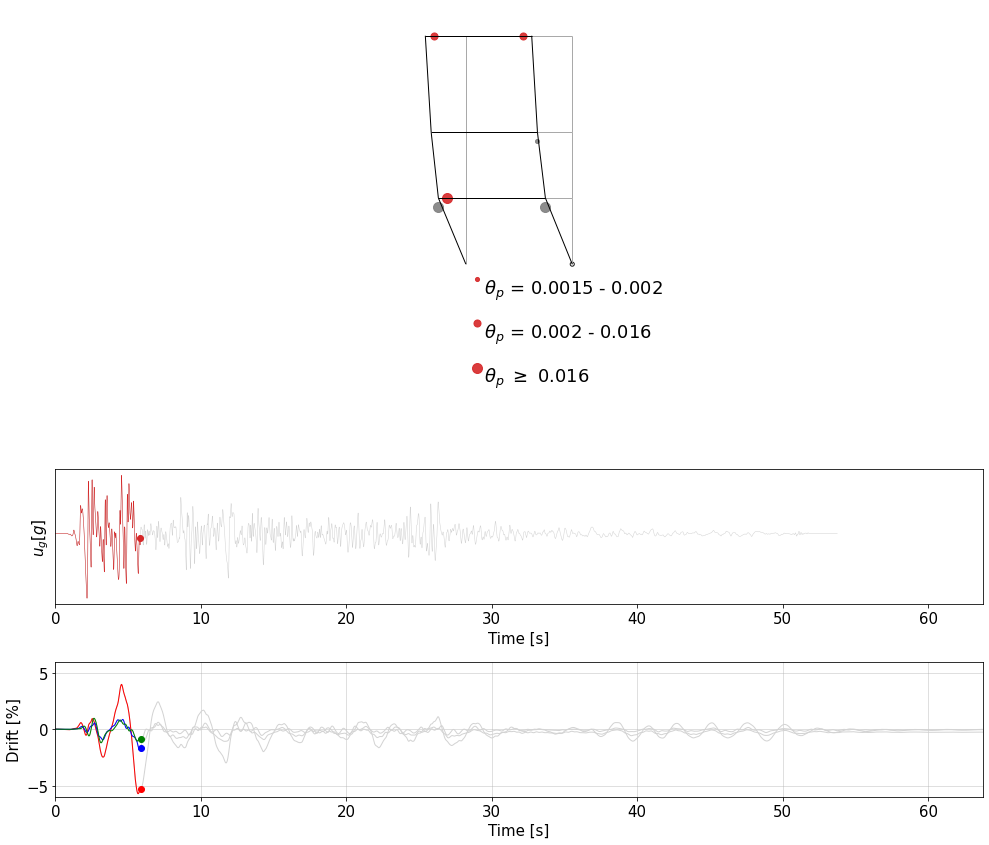 θp = 0.0015 - 0.002
θp = 0.002 - 0.016
θp ≥ 0.016
ug[g]
0 10 20 30 40 50 60
Time [s]
Drift [%]
5
0
−5
0 10 20 30 40 50 60
Time [s]